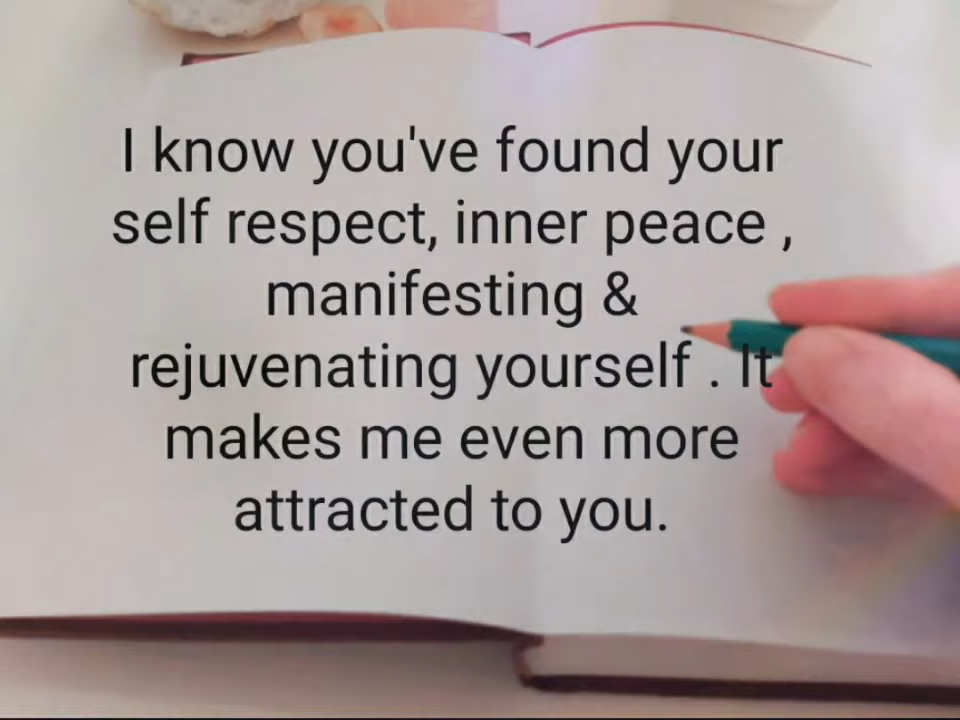 I know you've found your
self respect, inner peace ,
manifesting &
rejuvenating yourself . It
makes me even more
attracted to you.